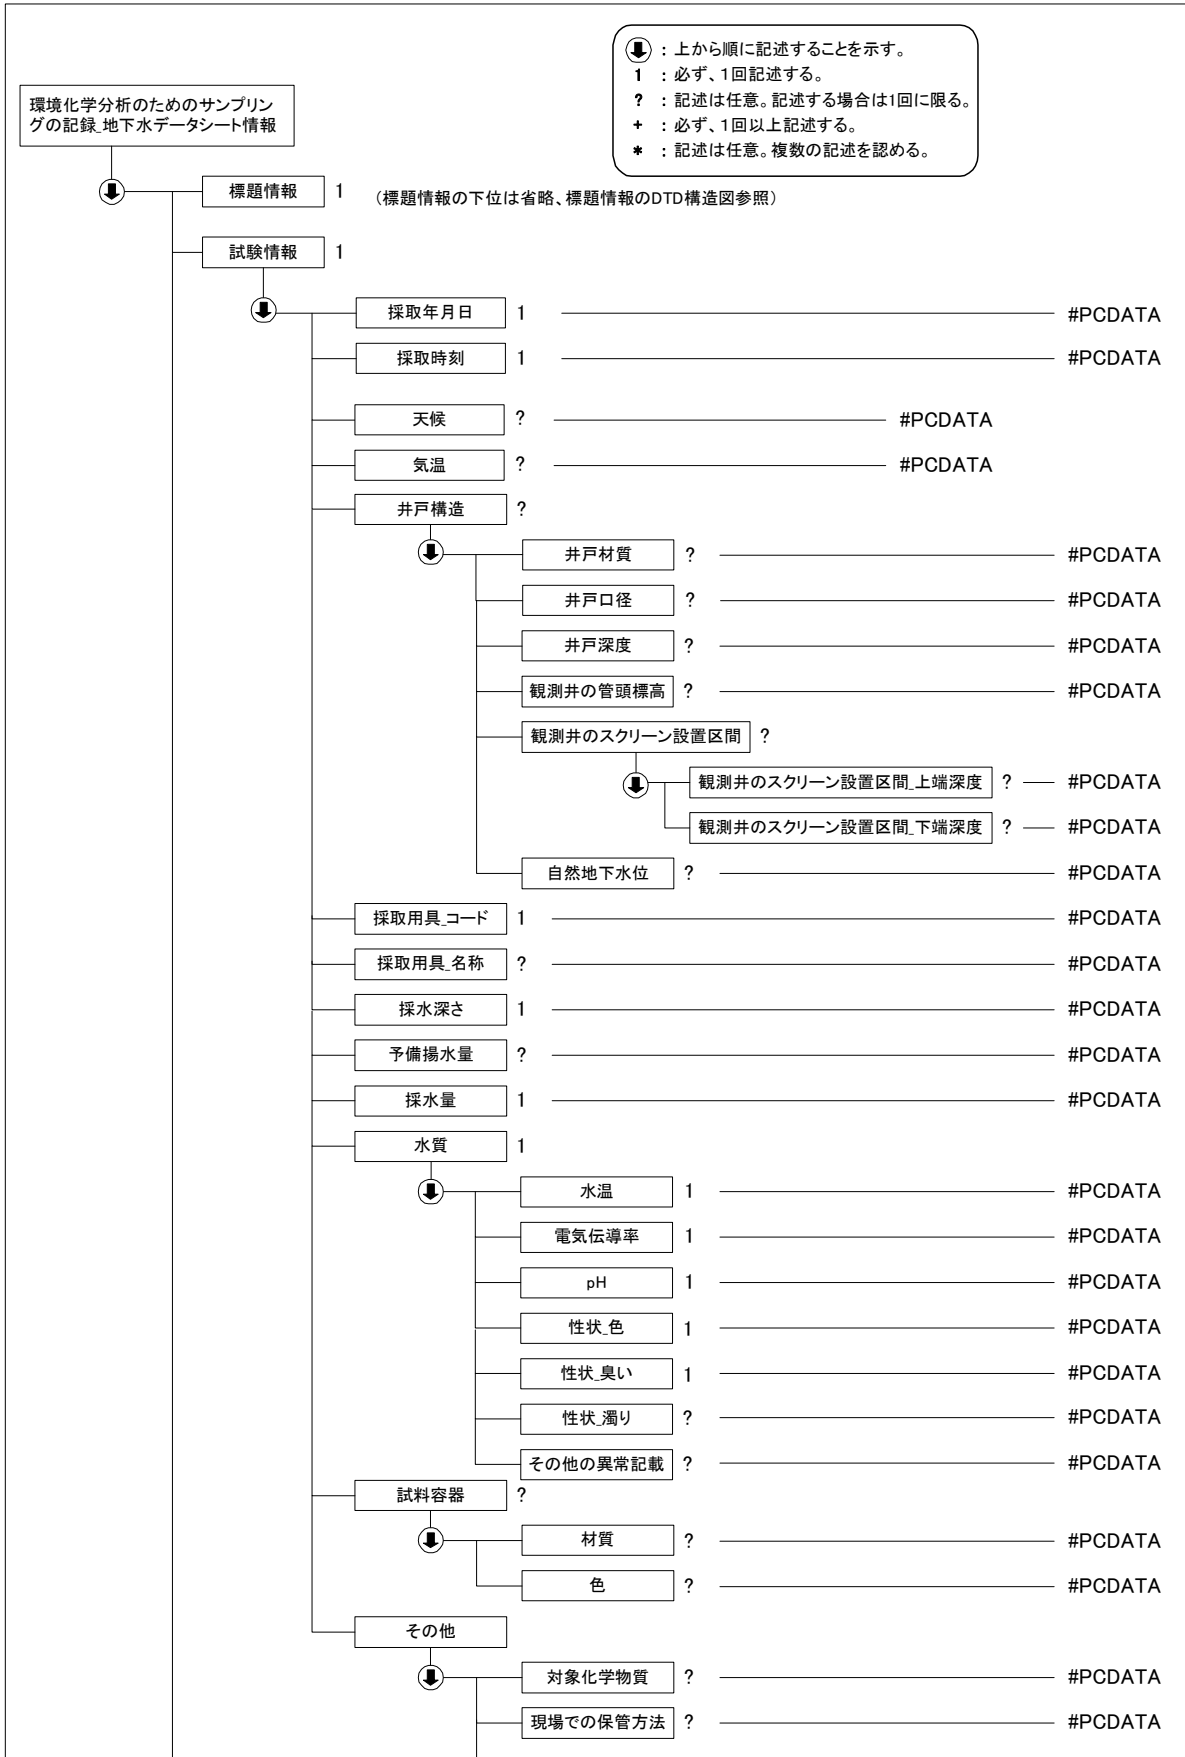 ：上から順に記述することを示す。
1 ：必ず、1回記述する。
? ：記述は任意。記述する場合は1回に限る。
+ ：必ず、1回以上記述する。
* ：記述は任意。複数の記述を認める。
環境化学分析のためのサンプリン
グの記録_地下水データシート情報
標題情報 1 （標題情報の下位は省略、標題情報のDTD構造図参照）
試験情報 1
採取年月日 1 #PCDATA
採取時刻 1 #PCDATA
天候 ? #PCDATA
気温 ? #PCDATA
井戸構造 ?
井戸材質 ? #PCDATA
井戸口径 ? #PCDATA
井戸深度 ? #PCDATA
観測井の管頭標高 ? #PCDATA
観測井のスクリーン設置区間 ?
観測井のスクリーン設置区間_上端深度 ? #PCDATA
観測井のスクリーン設置区間_下端深度 ? #PCDATA
自然地下水位 ? #PCDATA
採取用具_コード 1 #PCDATA
採取用具_名称 ? #PCDATA
採水深さ 1 #PCDATA
予備揚水量 ? #PCDATA
採水量 1 #PCDATA
水質 1
水温 1 #PCDATA
電気伝導率 1 #PCDATA
pH 1 #PCDATA
性状_色 1 #PCDATA
性状_臭い 1 #PCDATA
性状_濁り ? #PCDATA
その他の異常記載 ? #PCDATA
試料容器 ?
材質 ? #PCDATA
色 ? #PCDATA
その他
対象化学物質 ? #PCDATA
現場での保管方法 ? #PCDATA